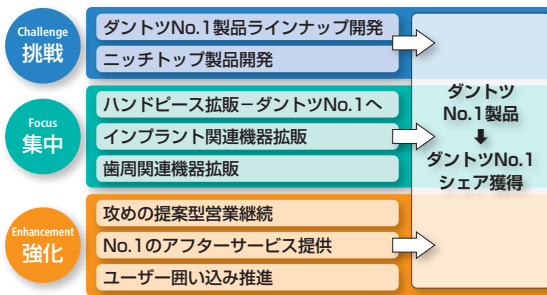 Challenge
挑戦
ダントツNo.1製品ラインナップ開発
ニッチトップ製品開発
Focus
集中
ハンドピース拡販－ダントツNo.1へ
インプラント関連機器拡販
歯周関連機器拡販
Enhancement
強化
攻めの提案型営業継続
No.1のアフターサービス提供
ユーザー囲い込み推進
ダントツ
No.1製品
ダントツNo.1
シェア獲得